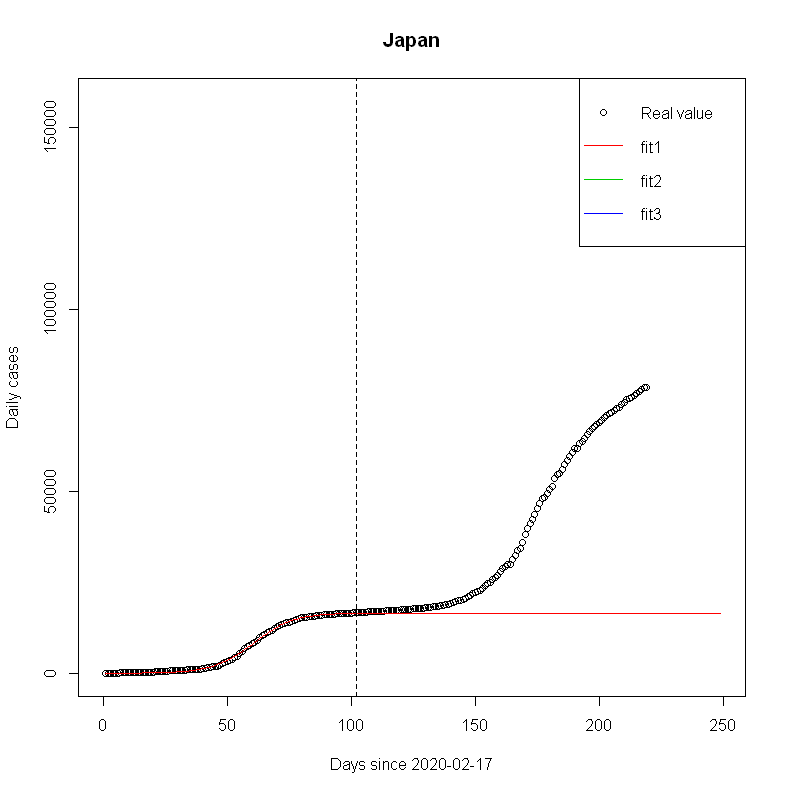 Japan
Real value
fit1
fit2
fit3
Daily cases
150000
100000
50000
0
0 50 100 150 200 250
Days since 2020-02-17